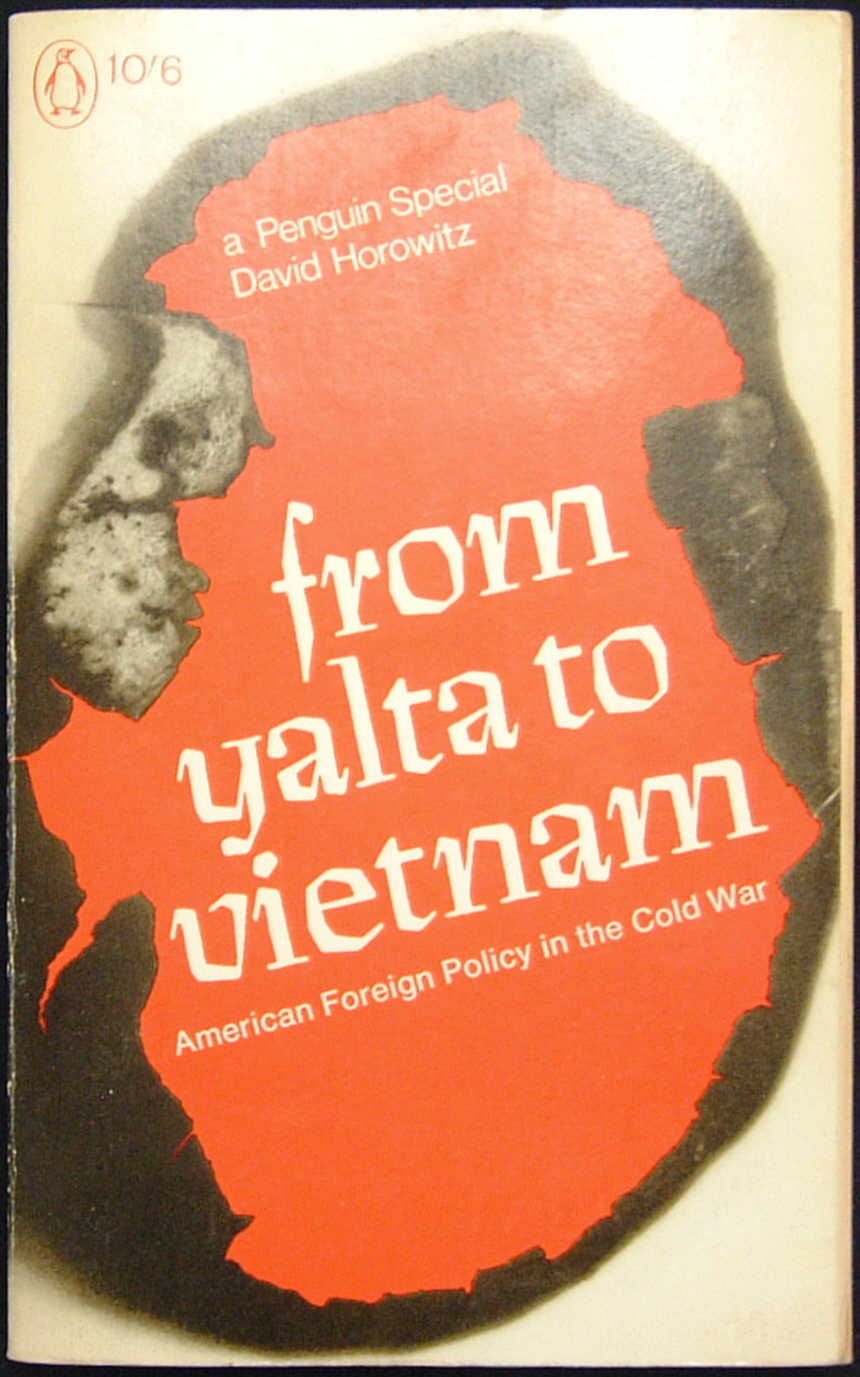 10/6
a Penguin Special
David Horowitz
from
yalta to
vietnam
American Foreign Policy in the Cold War